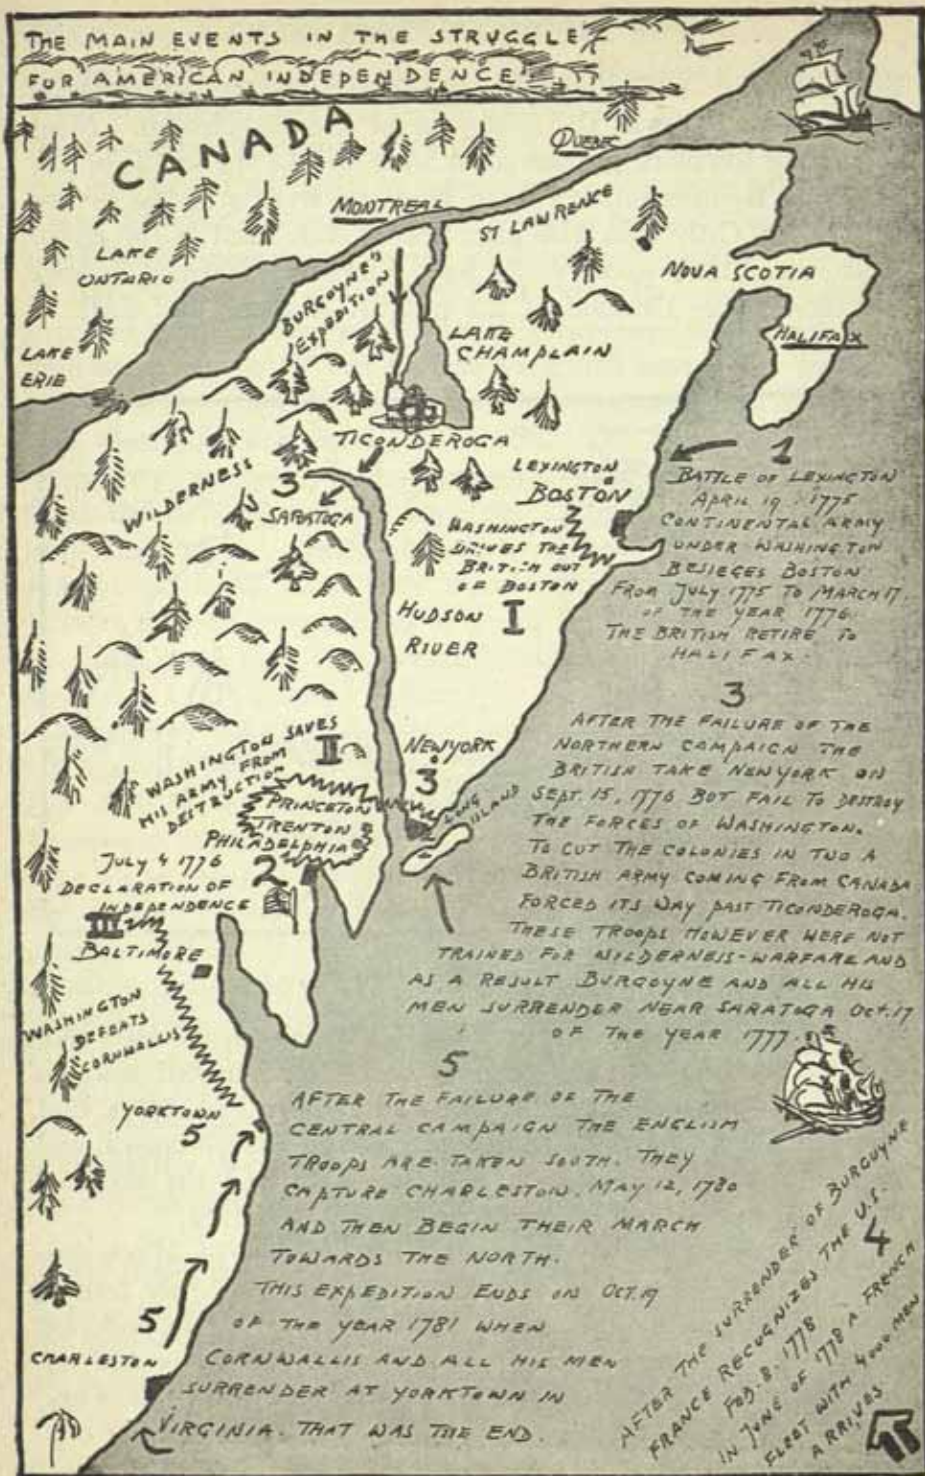 THE MAIN EVENTS IN THE STRUGGLE
FOR AMERICAN INDEPENDENCE
CANADA
QUEBEC
MONTREAL
ST LAWRENCE
LAKE
ONTARIO
NOVA SCOTIA
HALIFAX
BURGOYNE'S
EXPEDITION
LAKE
CHAMPLAIN
LAKE
ERIE
TICONDEROGA
WILDERNESS
3
SARATOGA
LEXINGTON
BOSTON
WASHINGTON
DRIVES THE
BRITISH OUT
OF BOSTON
I
HUDSON
RIVER
1
BATTLE OF LEXINGTON
APRIL 19 : 1775
CONTINENTAL ARMY
UNDER WASHINGTON
BESIEGES BOSTON
FROM JULY 1775 TO MARCH 17.
OF THE YEAR 1776.
THE BRITISH RETIRE TO
HALIFAX.
WASHINGTON SAVES
HIS ARMY FROM
DESTRUCTION
II
NEWYORK
3
LONG
ISLAND
PRINCETON
TRENTON
PHILADELPHIA
2
JULY 4 1776
DECLARATION OF
INDEPENDENCE
III
BALTIMORE
WASHINGTON
DEFEATS
CORNWALLIS
3
AFTER THE FAILURE OF THE
NORTHERN CAMPAIGN THE
BRITISH TAKE NEWYORK ON
SEPT. 15, 1776 BOT FAIL TO DESTROY
THE FORCES OF WASHINGTON.
TO CUT THE COLONIES IN TWO A
BRITISH ARMY COMING FROM CANADA
FORCED ITS WAY PAST TICONDEROGA.
THESE TROOPS HOWEVER WERE NOT
TRAINED FOR WILDERNESS-WARFARE AND
AS A RESULT BURGOYNE AND ALL HIS
MEN SURRENDER NEAR SARATOGA OCT. 17
OF THE YEAR 1777.
YORKTOWN
5
5
AFTER THE FAILURE OF THE
CENTRAL CAMPAIGN THE ENGLISH
TROOPS ARE TAKEN SOUTH. THEY
CAPTURE CHARLESTON. MAY 12, 1780
AND THEN BEGIN THEIR MARCH
TOWARDS THE NORTH.
THIS EXPEDITION ENDS ON OCT. 19
OF THE YEAR 1781 WHEN
CORNWALLIS AND ALL HIS MEN
SURRENDER AT YORKTOWN IN
VIRGINIA. THAT WAS THE END.
5
CHARLESTON
4
AFTER THE SURRENDER OF BURGOYNE
FRANCE RECOGNIZES THE U.S.
FEB. 8. 1778
IN JUNE OF 1778 A FRENCH
FLEET WITH 4000 MEN
ARRIVES